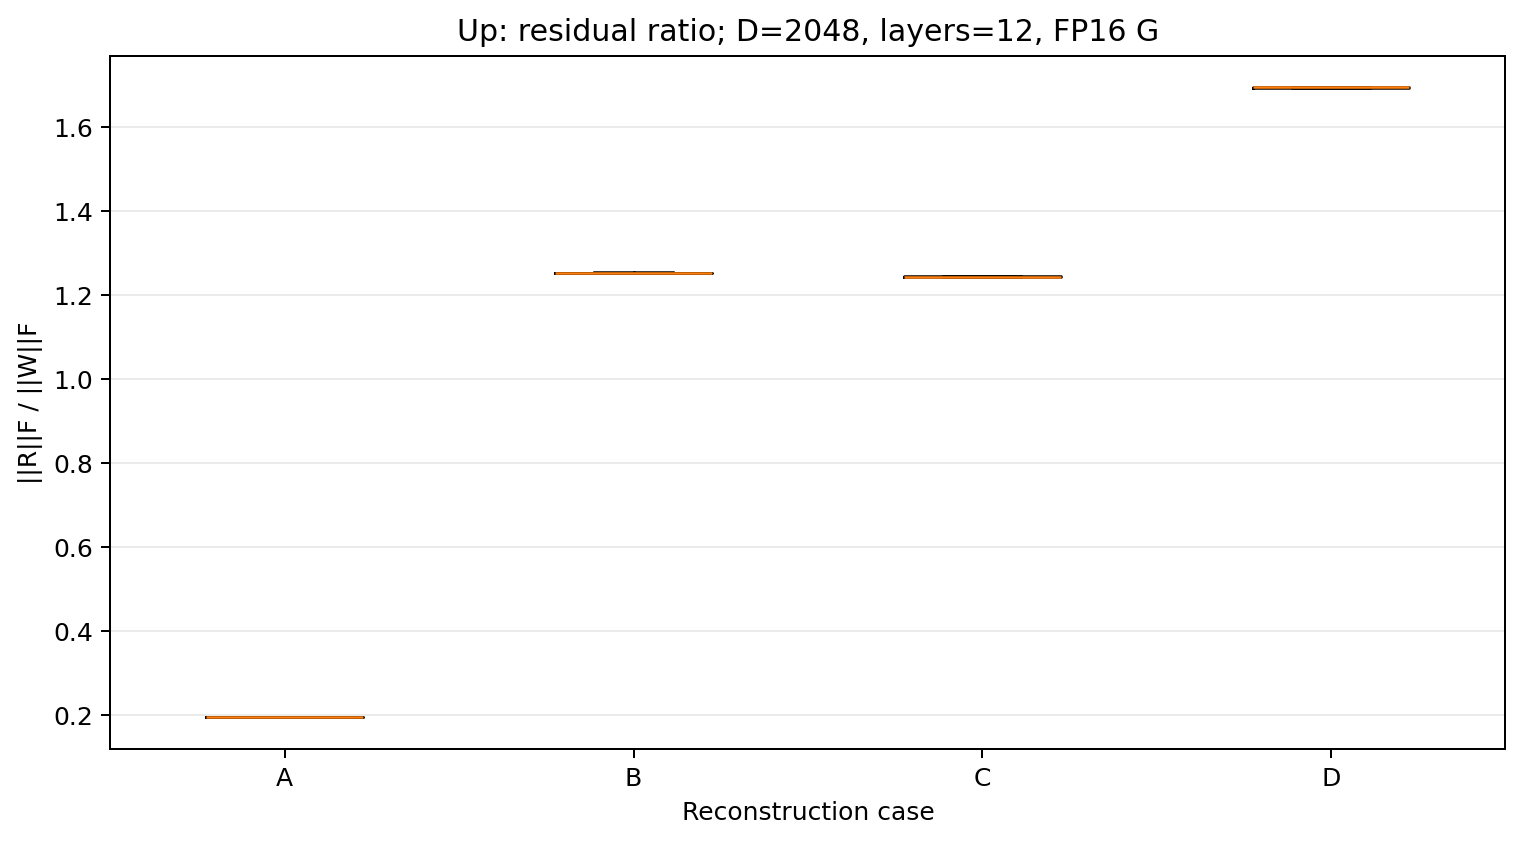 Up: residual ratio; D=2048, layers=12, FP16 G
||R||F / ||W||F
1.6
1.4
1.2
1.0
0.8
0.6
0.4
0.2
A B C D
Reconstruction case